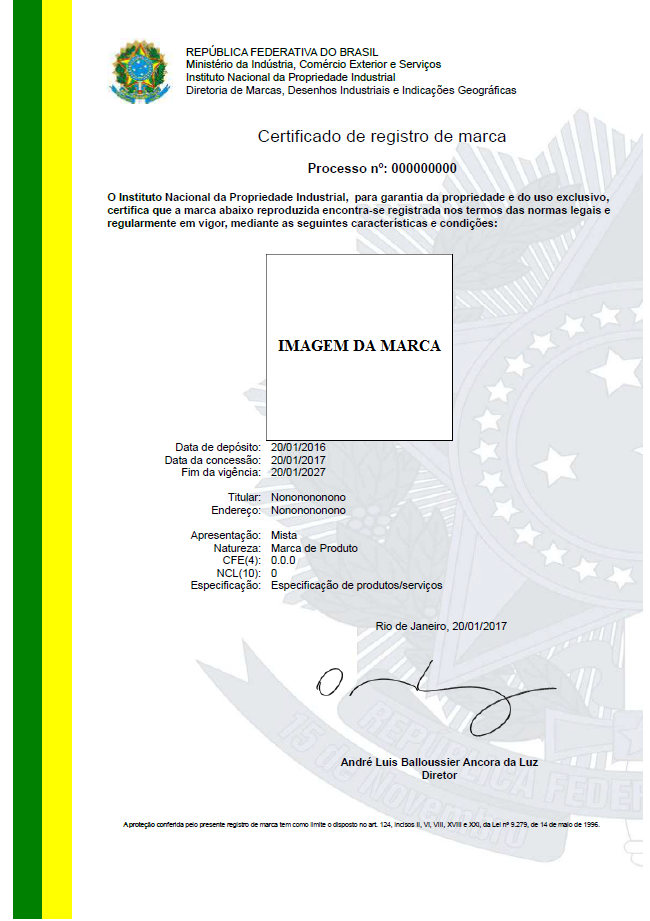 REPÚBLICA FEDERATIVA DO BRASIL
Ministério da Indústria, Comércio Exterior e Serviços
Instituto Nacional da Propriedade Industrial
Diretoria de Marcas, Desenhos Industriais e Indicações Geográficas
Certificado de registro de marca
Processo nº: 000000000
O Instituto Nacional da Propriedade Industrial, para garantia da propriedade e do uso exclusivo,
certifica que a marca abaixo reproduzida encontra-se registrada nos termos das normas legais e
regularmente em vigor, mediante as seguintes características e condições:
IMAGEM DA MARCA
Data de depósito: 20/01/2016
Data da concessão: 20/01/2017
Fim da vigência: 20/01/2027
Titular: Nonononono
Endereço: Nonononono
Apresentação: Mista
Natureza: Marca de Produto
CFE(4): 0.0.0
NCL(10): 0
Especificação: Especificação de produtos/serviços
Rio de Janeiro, 20/01/2017
REPÚBLICA FEDER
15 de Novembro
André Luis Balloussier Ancora da Luz
Diretor
A proteção conferida pelo presente registro de marca tem como limite o disposto no art. 124, incisos II, VI, VIII, XVIII e XXI, da Lei nº 9.279, de 14 de maio de 1996.